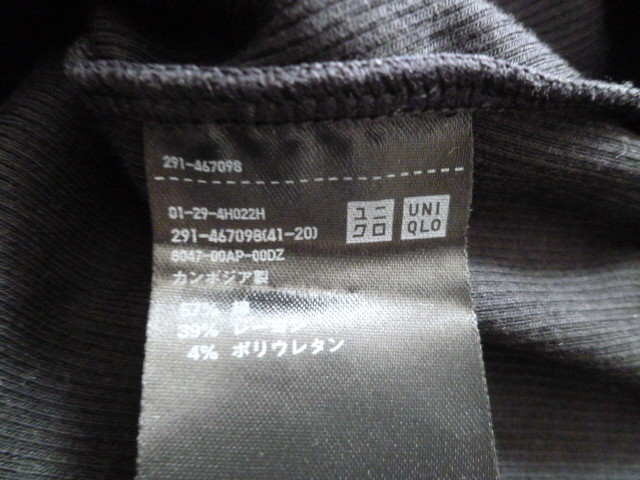 291-467098
01-29-4H022H
291-467098(41-20)
8047-00AP-00DZ
カンボジア製
57% 綿
39% レーヨン
4% ポリウレタン
ユニ
クロ
UNI
QLO